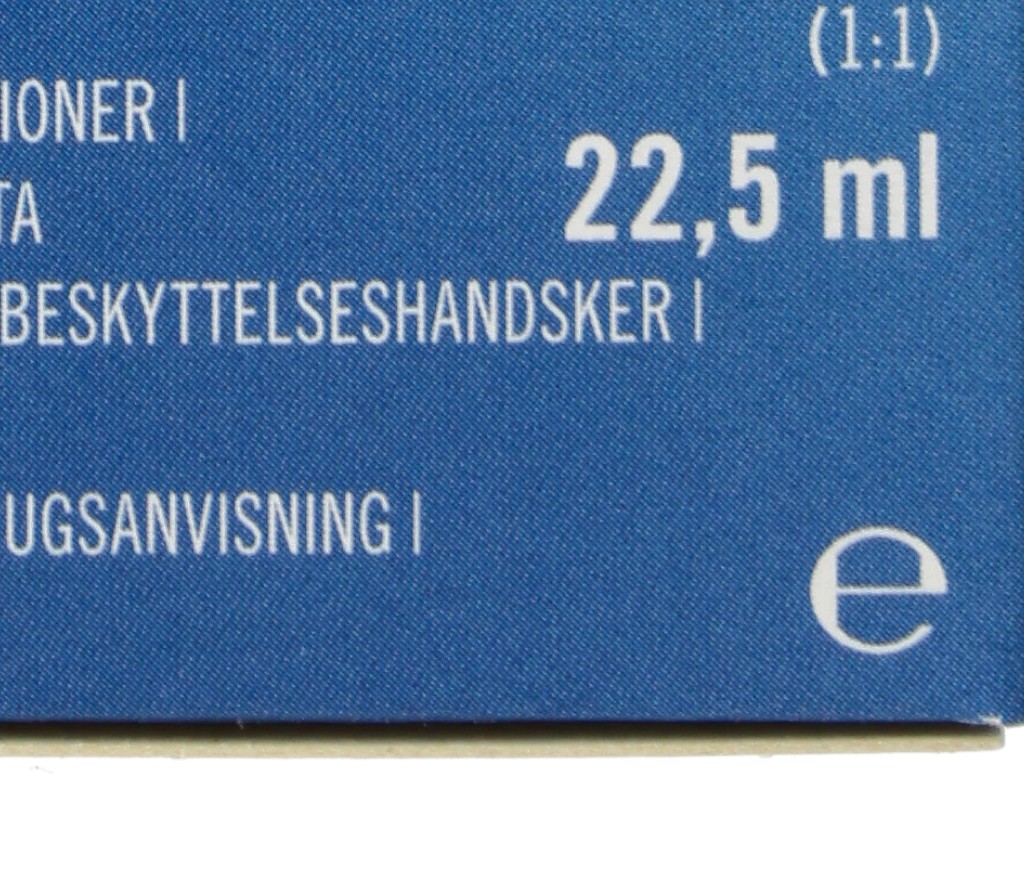 (1:1)
IONER |
22,5 ml
TA
BESKYTTELSESHANDSKER |
UGSANVISNING |
e